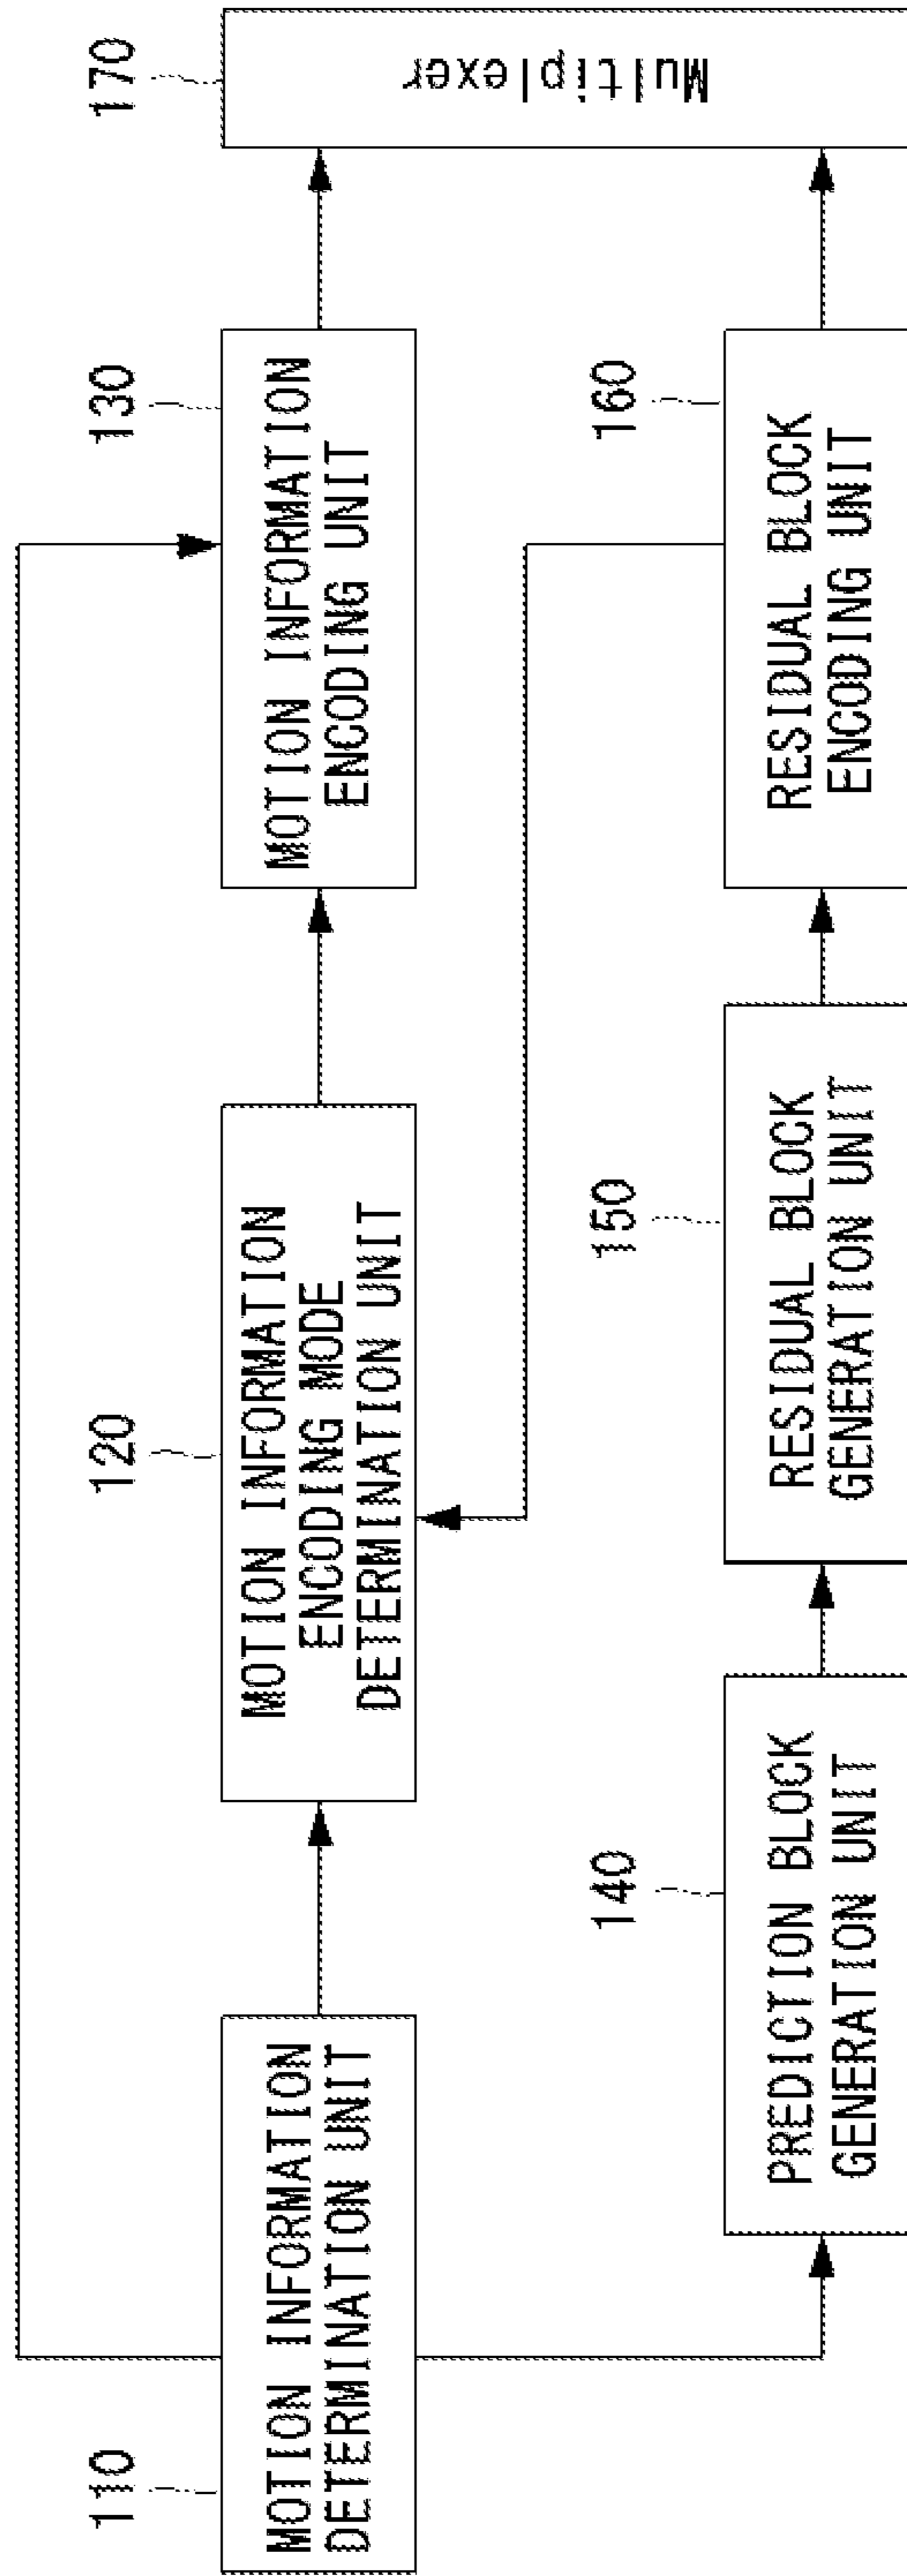 110
MOTION INFORMATION
DETERMINATION UNIT
120
MOTION INFORMATION
ENCODING MODE
DETERMINATION UNIT
130
MOTION INFORMATION
ENCODING UNIT
170
Multiplexer
140
PREDICTION BLOCK
GENERATION UNIT
150
RESIDUAL BLOCK
GENERATION UNIT
160
RESIDUAL BLOCK
ENCODING UNIT